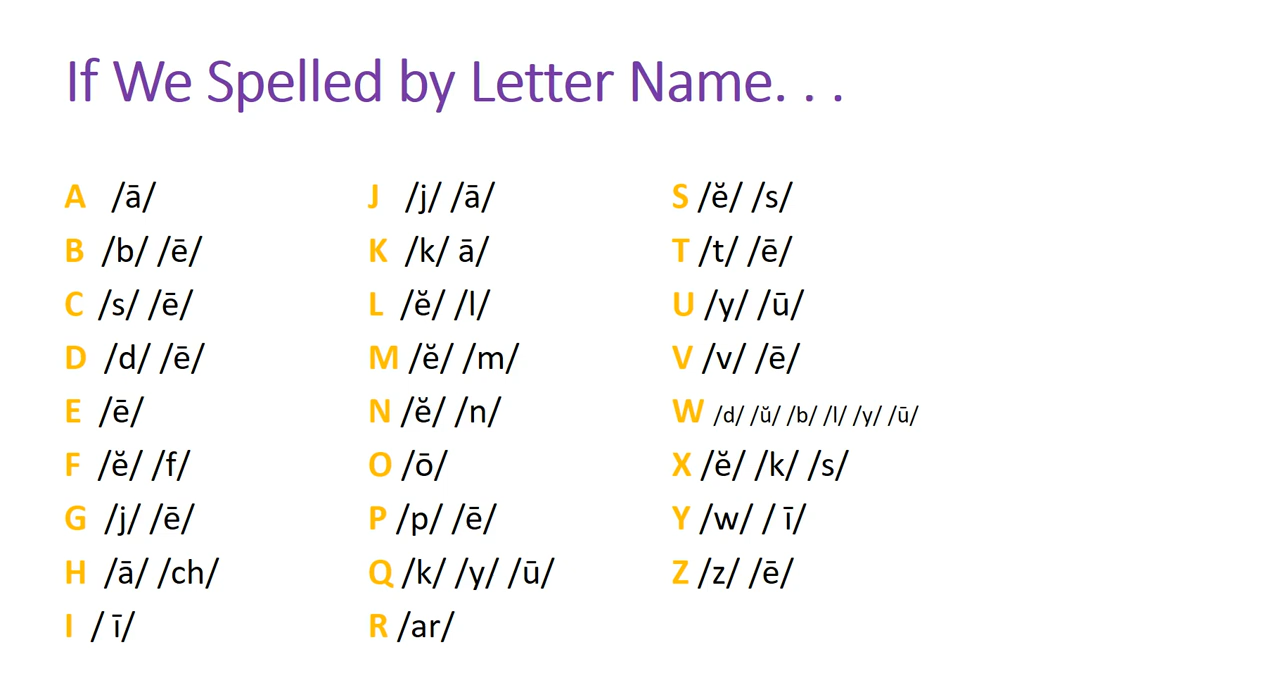 If We Spelled by Letter Name. . .
A /ā/
B /b/ /ē/
C /s/ /ē/
D /d/ /ē/
E /ē/
F /ĕ/ /f/
G /j/ /ē/
H /ā/ /ch/
I / ī/
J /j/ /ā/
K /k/ ā/
L /ĕ/ /l/
M /ĕ/ /m/
N /ĕ/ /n/
O /ō/
P /p/ /ē/
Q /k/ /y/ /ū/
R /ar/
S /ĕ/ /s/
T /t/ /ē/
U /y/ /ū/
V /v/ /ē/
W /d/ /ŭ/ /b/ /l/ /y/ /ū/
X /ĕ/ /k/ /s/
Y /w/ / ī/
Z /z/ /ē/